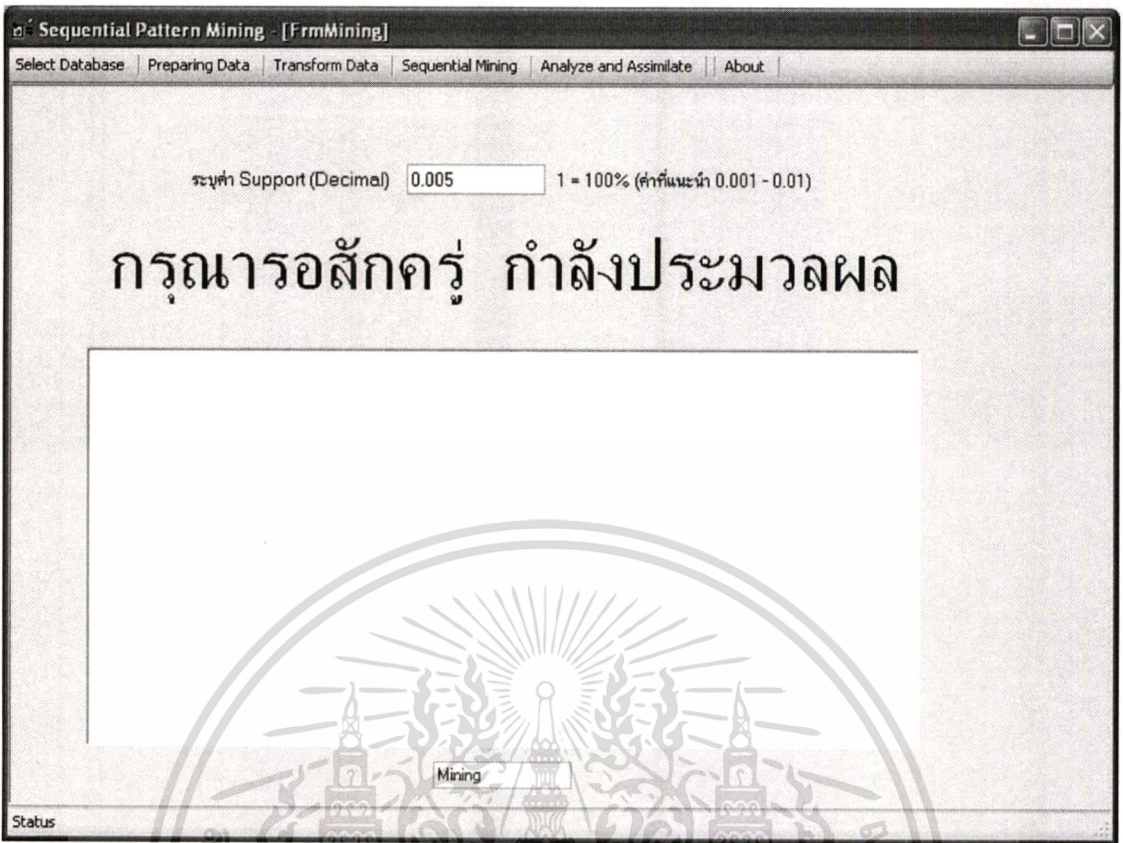 Sequential Pattern Mining - [FrmMining]
Select Database Preparing Data Transform Data Sequential Mining Analyze and Assimilate About
ระบุค่า Support (Decimal) 0.005 1 = 100% (ค่าที่แนะนำ 0.001 - 0.01)
กรุณารอสักครู่ กำลังประมวลผล
Mining
Status